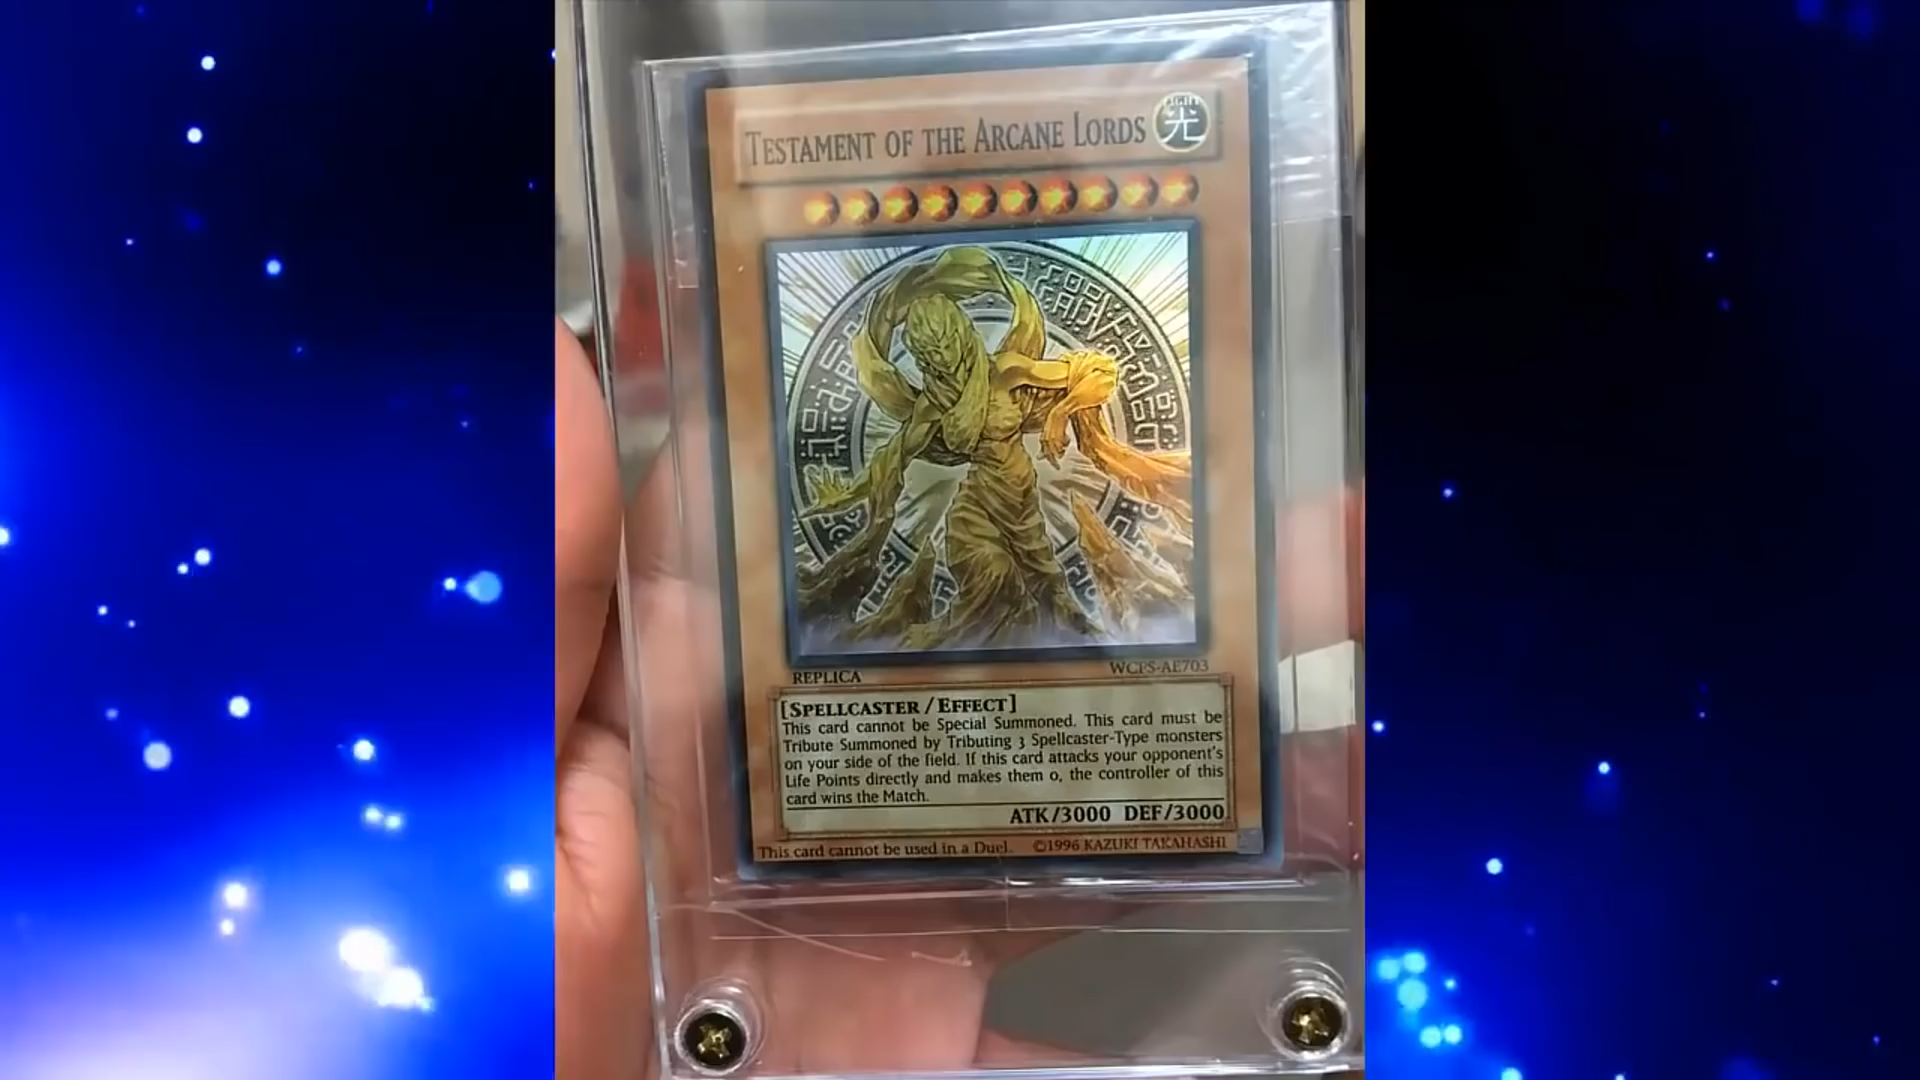 TESTAMENT OF THE ARCANE LORDS
LIGHT
光
WCPS-AE703
REPLICA
[SPELLCASTER / EFFECT]
This card cannot be Special Summoned. This card must be
Tribute Summoned by Tributing 3 Spellcaster-Type monsters
on your side of the field. If this card attacks your opponent's
Life Points directly and makes them 0, the controller of this
card wins the Match.
ATK/3000 DEF/3000
This card cannot be used in a Duel. ©1996 KAZUKI TAKAHASHI